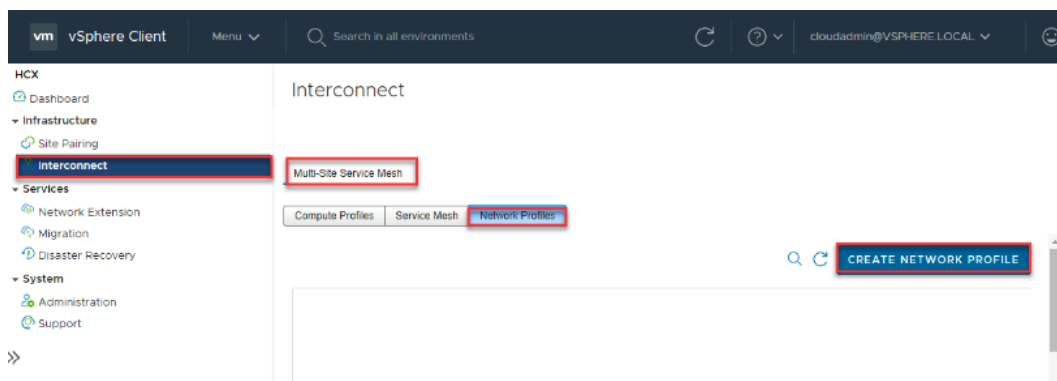 vm vSphere Client Menu Search in all environments cloudadmin@VSPHERE.LOCAL
HCX
Dashboard
Infrastructure
Site Pairing
Interconnect
Services
Network Extension
Migration
Disaster Recovery
System
Administration
Support
Interconnect
Multi-Site Service Mesh
Compute Profiles Service Mesh Network Profiles
CREATE NETWORK PROFILE